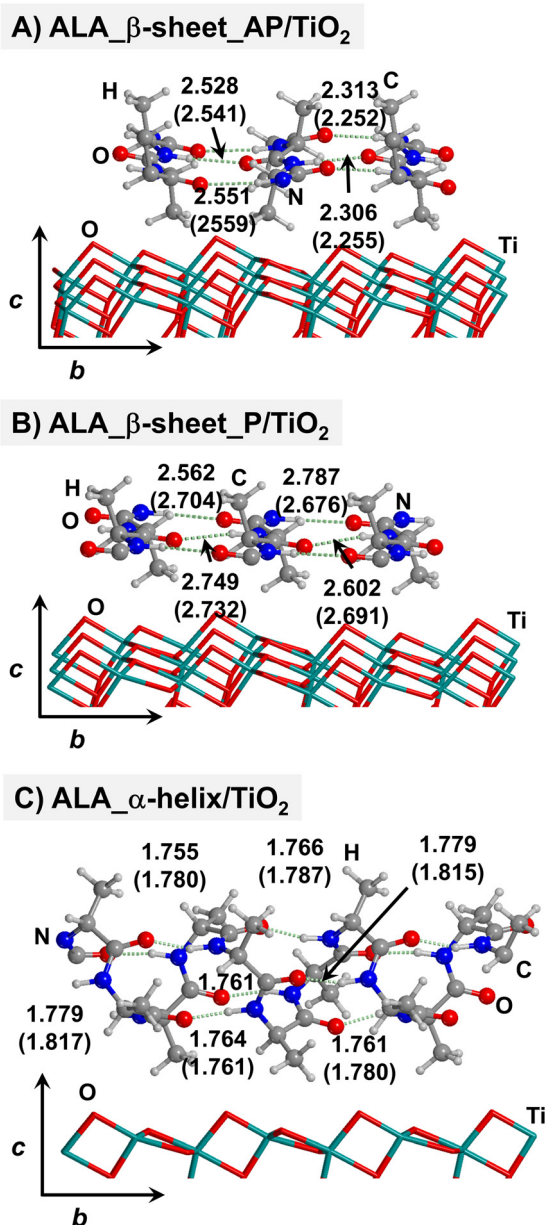 A) ALA_β-sheet_AP/TiO2
H
2.528
(2.541)
2.313
(2.252)
C
O
2.551
(2559)
N
2.306
(2.255)
O
Ti
c
b
B) ALA_β-sheet_P/TiO2
H
2.562
(2.704)
C
2.787
(2.676)
N
O
2.749
(2.732)
2.602
(2.691)
O
Ti
c
b
C) ALA_α-helix/TiO2
1.755
(1.780)
1.766
(1.787)
H
1.779
(1.815)
N
C
1.761
O
1.779
(1.817)
1.764
(1.761)
1.761
(1.780)
O
Ti
c
b